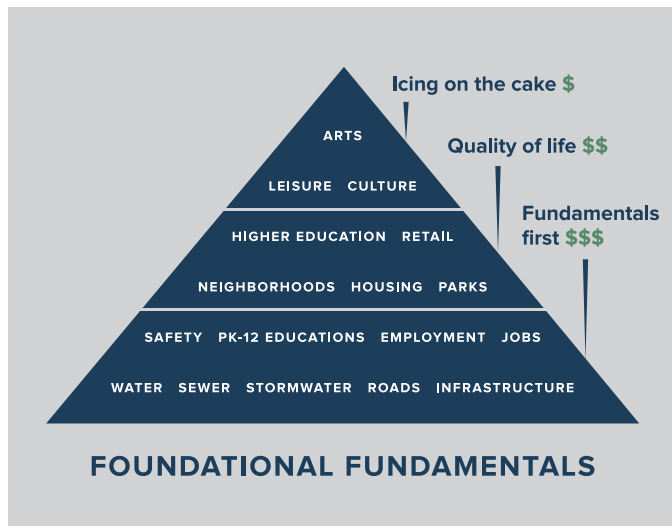 Icing on the cake $
ARTS
Quality of life $$
LEISURE CULTURE
Fundamentals
first $$$
HIGHER EDUCATION RETAIL
NEIGHBORHOODS HOUSING PARKS
SAFETY PK-12 EDUCATIONS EMPLOYMENT JOBS
WATER SEWER STORMWATER ROADS INFRASTRUCTURE
FOUNDATIONAL FUNDAMENTALS